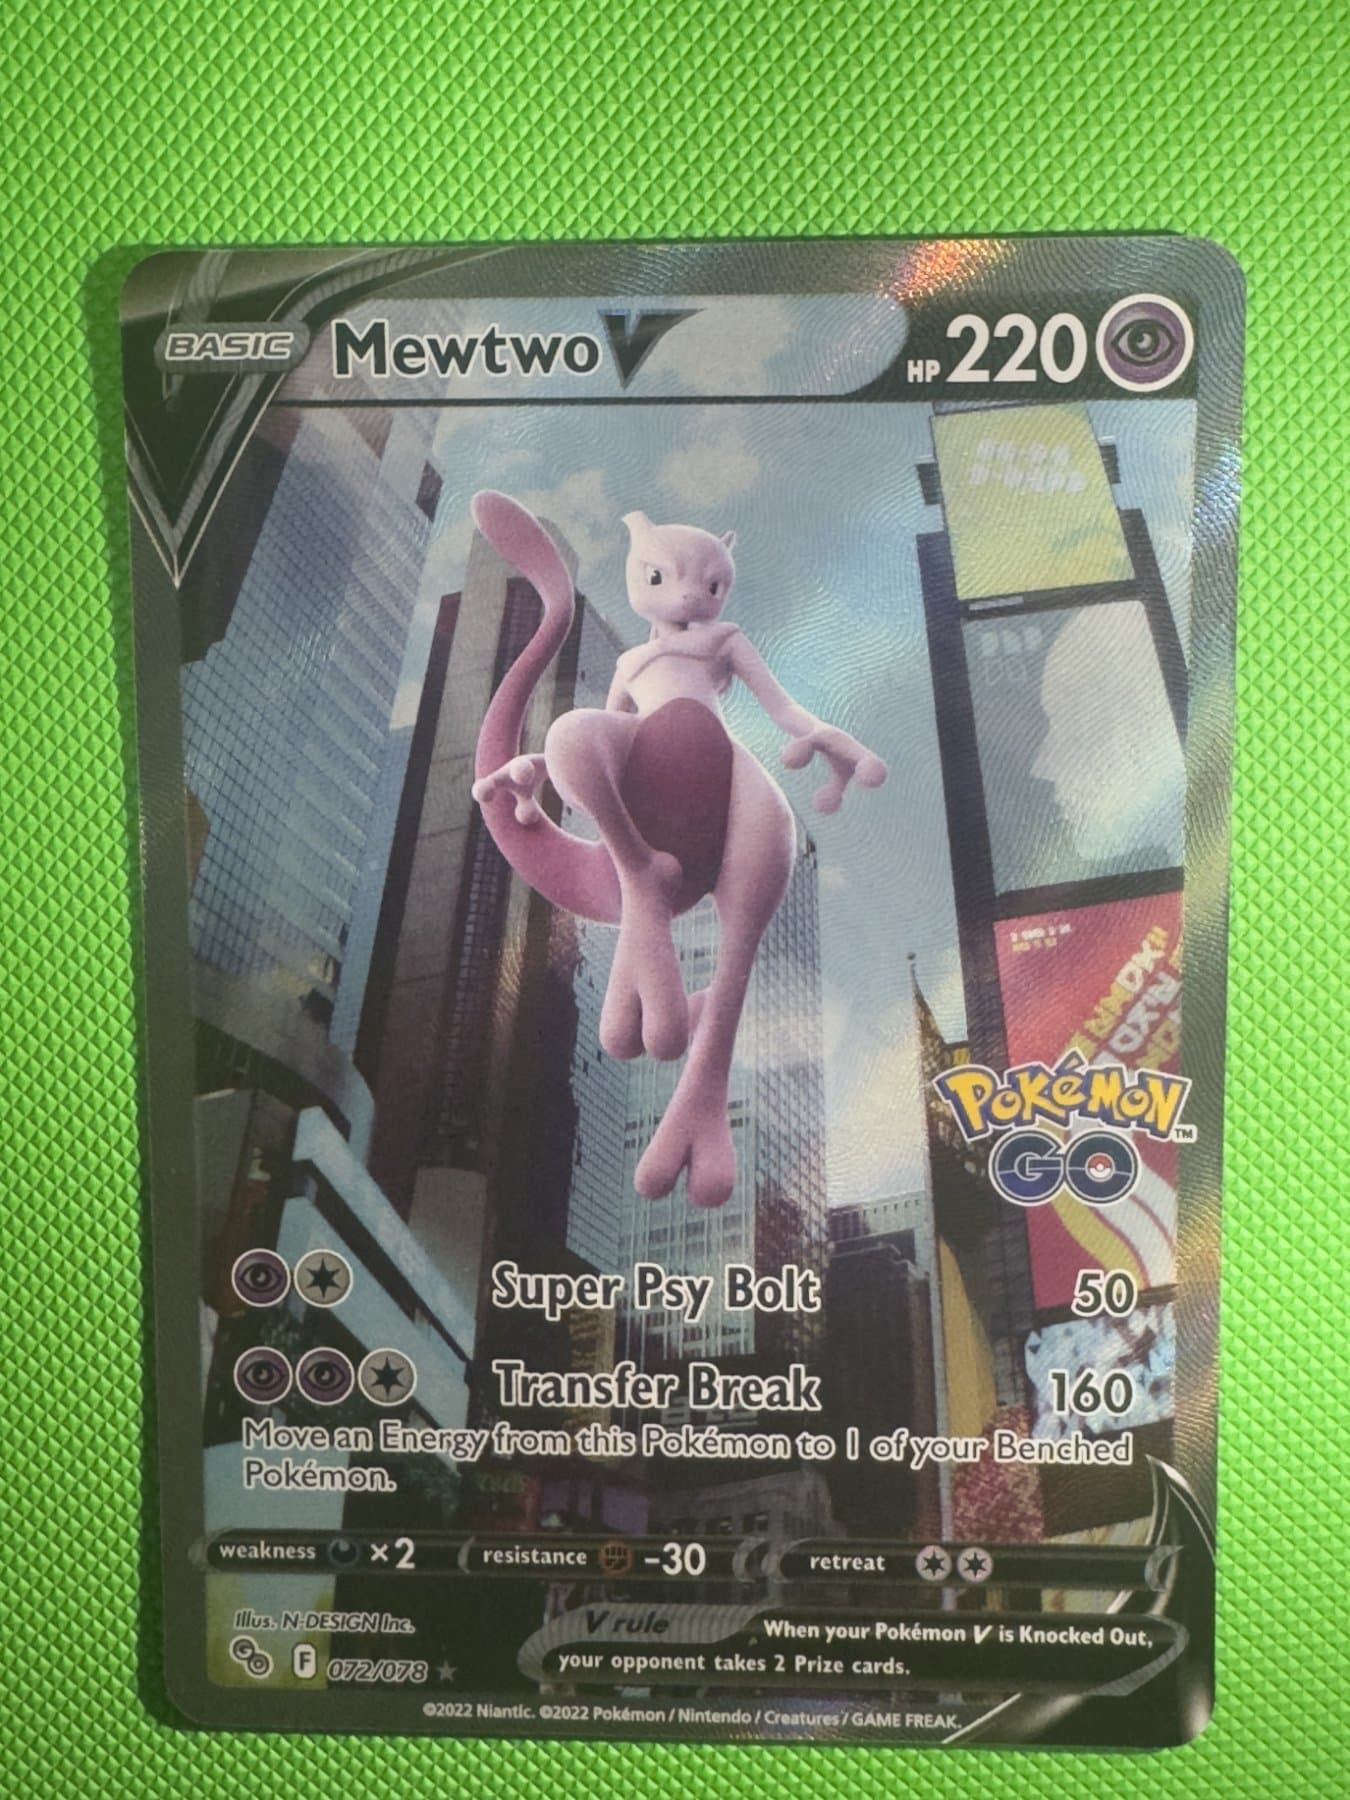 BASIC Mewtwo V HP 220
POKéMON™
GO
Super Psy Bolt 50
Transfer Break 160
Move an Energy from this Pokémon to 1 of your Benched
Pokémon.
weakness ×2 resistance -30 retreat
Illus. N-DESIGN Inc.
V rule When your Pokémon V is Knocked Out,
your opponent takes 2 Prize cards.
GO F 072/078
©2022 Niantic. ©2022 Pokémon / Nintendo / Creatures / GAME FREAK.